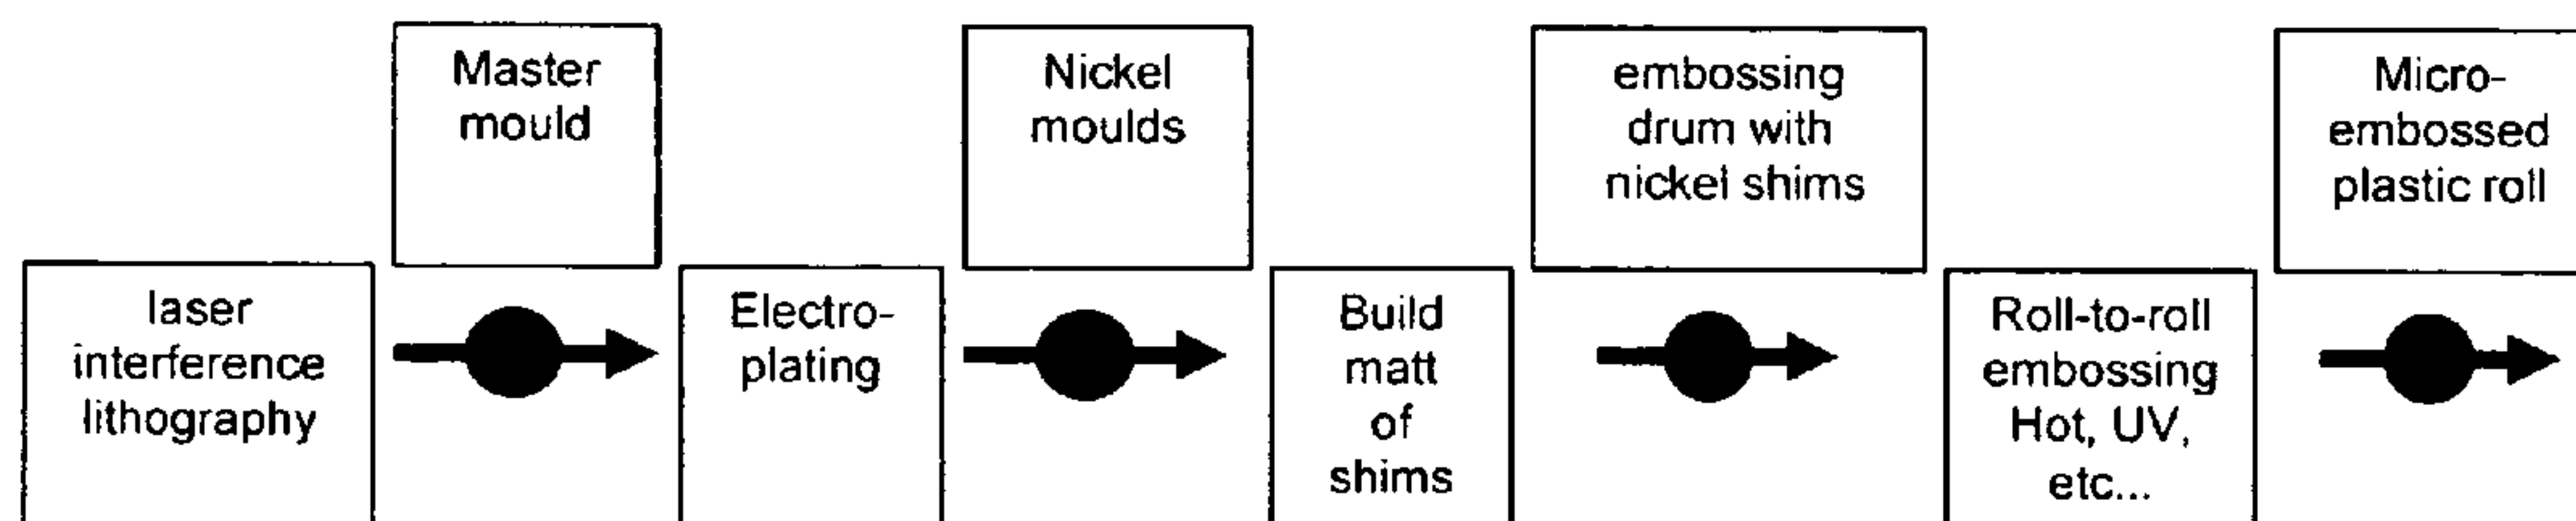 Master
mould
Nickel
moulds
embossing
drum with
nickel shims
Micro-
embossed
plastic roll
laser
interference
lithography
Electro-
plating
Build
matt
of
shims
Roll-to-roll
embossing
Hot, UV,
etc...